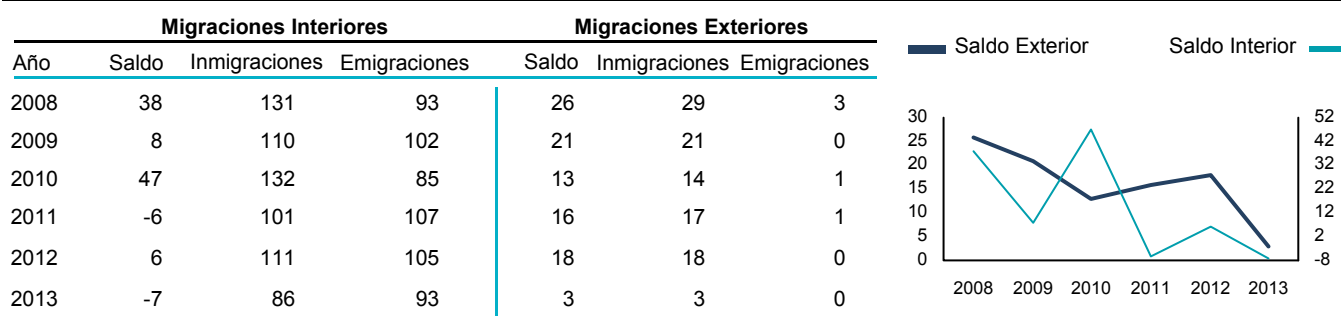 Migraciones Interiores Migraciones Exteriores
Año Saldo Inmigraciones Emigraciones Saldo Inmigraciones Emigraciones
2008 38 131 93 26 29 3
2009 8 110 102 21 21 0
2010 47 132 85 13 14 1
2011 -6 101 107 16 17 1
2012 6 111 105 18 18 0
2013 -7 86 93 3 3 0
Saldo Exterior Saldo Interior
30 52
25 42
20 32
15 22
10 12
5 2
0 -8
2008 2009 2010 2011 2012 2013